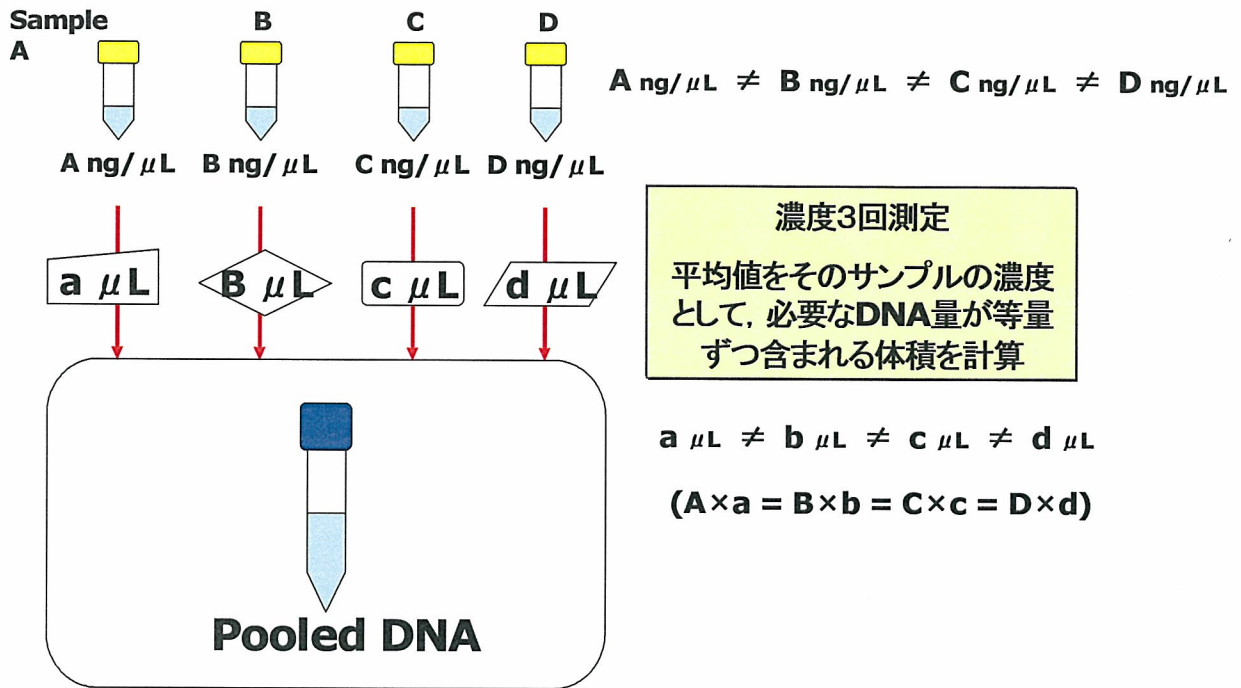 Sample
A
B
C
D
A ng/μL B ng/μL C ng/μL D ng/μL
A ng/μL ≠ B ng/μL ≠ C ng/μL ≠ D ng/μL
a μL B μL c μL d μL
濃度3回測定
平均値をそのサンプルの濃度
として, 必要なDNA量が等量
ずつ含まれる体積を計算
a μL ≠ b μL ≠ c μL ≠ d μL
(A×a = B×b = C×c = D×d)
Pooled DNA